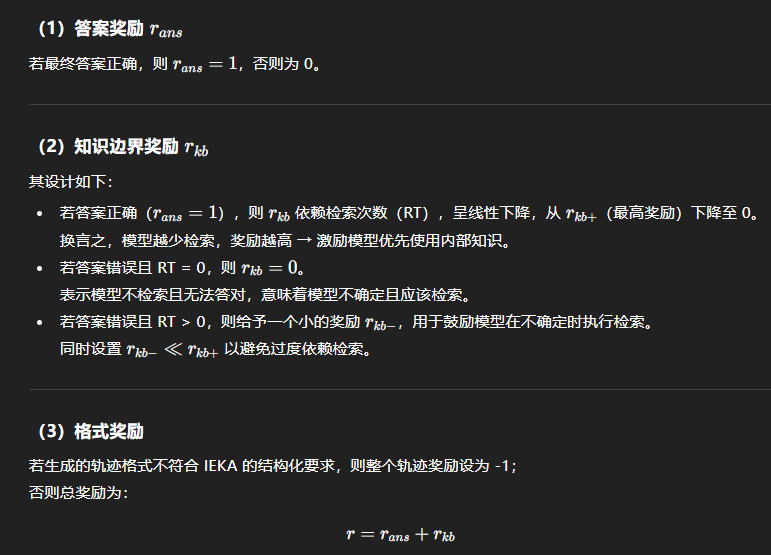 （1）答案奖励 r_{ans}
若最终答案正确，则 r_{ans} = 1，否则为 0。
（2）知识边界奖励 r_{kb}
其设计如下：
• 若答案正确（r_{ans} = 1），则 r_{kb} 依赖检索次数（RT），呈线性下降，从 r_{kb+}（最高奖励）下降至 0。
换言之，模型越少检索，奖励越高 → 激励模型优先使用内部知识。
• 若答案错误且 RT = 0，则 r_{kb} = 0。
表示模型不检索且无法答对，意味着模型不确定且应该检索。
• 若答案错误且 RT > 0，则给予一个小的奖励 r_{kb−}，用于鼓励模型在不确定时执行检索。
同时设置 r_{kb−} ≪ r_{kb+} 以避免过度依赖检索。
（3）格式奖励
若生成的轨迹格式不符合 IEKA 的结构化要求，则整个轨迹奖励设为 -1；
否则总奖励为：
r = r_{ans} + r_{kb}